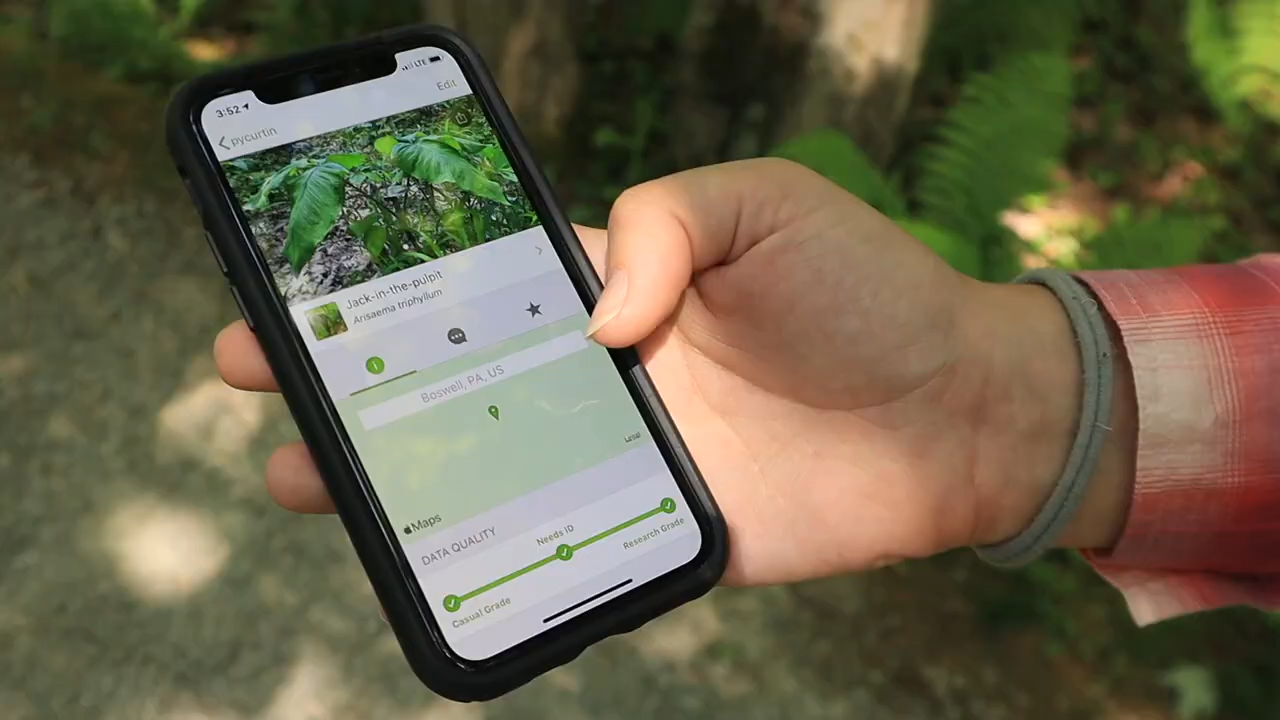 3:52
LTE
pycurtin
Edit
Jack-in-the-pulpit
Arisaema triphyllum
Boswell, PA, US
Legal
Maps
DATA QUALITY
Needs ID
Research Grade
Casual Grade